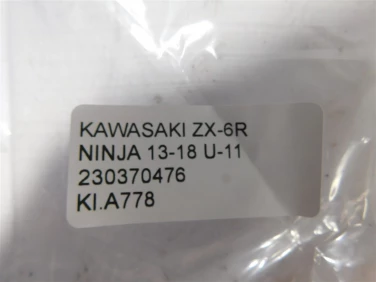 KAWASAKI ZX-6R
NINJA 13-18 U-11
230370476
KI.A778